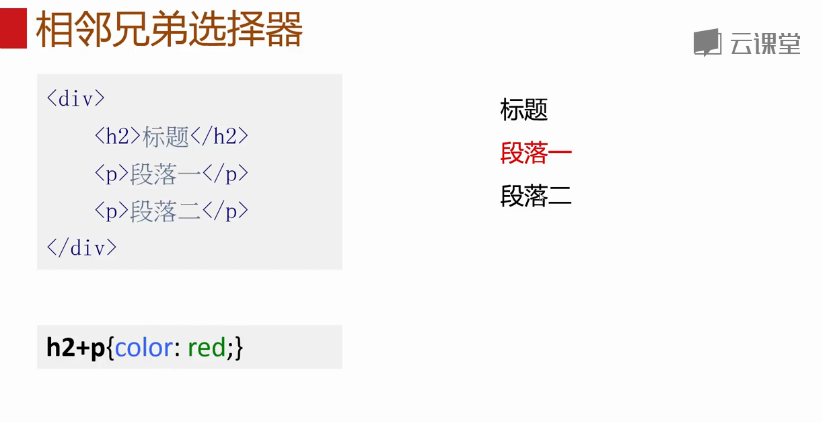 相邻兄弟选择器
云课堂
<div>
<h2>标题</h2>
<p>段落一</p>
<p>段落二</p>
</div>
标题
段落一
段落二
h2+p{color: red;}